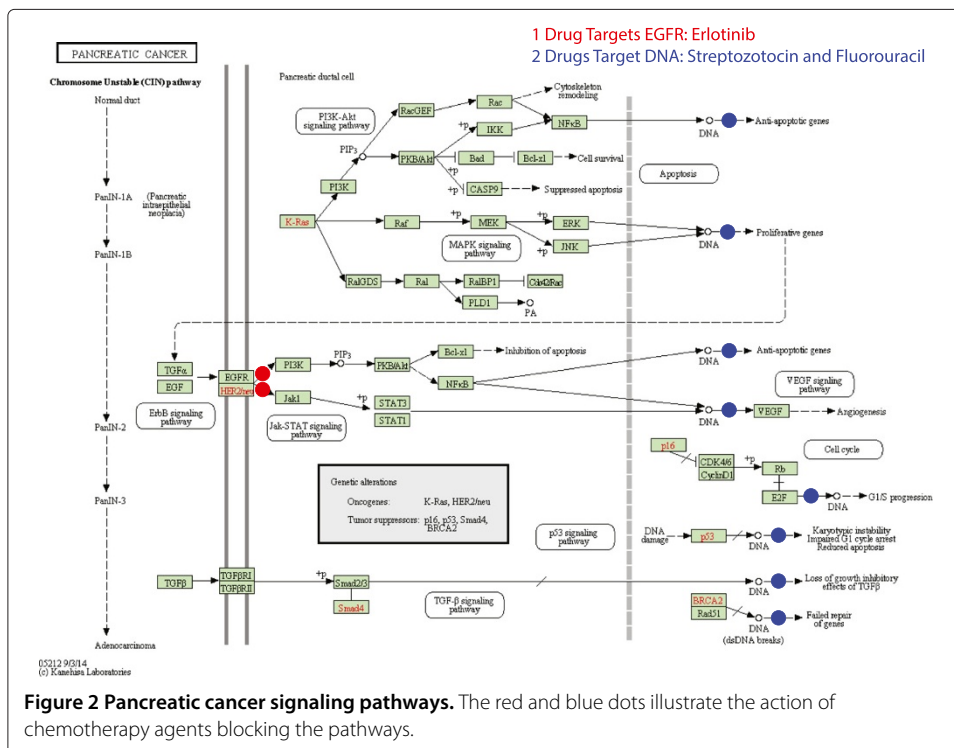 1 Drug Targets EGFR: Erlotinib
2 Drugs Target DNA: Streptozotocin and Fluorouracil
PANCREATIC CANCER
Chromosome Unstable (CIN) pathway
Pancreatic ductal cell
Normal duct
PanIN-1A
(Pancreatic
intraepithelial
neoplacia)
PanIN-1B
PanIN-2
PanIN-3
Adenocarcinoma
PI3K-Akt
signaling pathway
RacGEF
Rac
Cytoskeleton
remodeling
+p
IKK
NFκB
DNA
Anti-apoptotic genes
PIP3
PKB/Akt
Bad
Bcl-xl
Cell survival
+p
+p
CASP9
Suppressed apoptosis
Apoptosis
PI3K
K-Ras
Raf
+p
MEK
+p
ERK
+p
JNK
DNA
Proliferative genes
MAPK signaling
pathway
RalGDS
Ral
RalBP1
Cdc42/Rac
PLD1
PA
TGFα
EGF
EGFR
HER2/neu
PI3K
PIP3
PKB/Akt
Bcl-xl
Inhibition of apoptosis
NFκB
DNA
Anti-apoptotic genes
Jak1
+p
STAT3
STAT1
DNA
VEGF
Angiogenesis
VEGF signaling
pathway
ErbB signaling
pathway
Jak-STAT signaling
pathway
p16
CDK4/6
CyclinD1
+p
Rb
E2F
DNA
G1/S progression
Cell cycle
Genetic alterations
Oncogenes: K-Ras, HER2/neu
Tumor suppressors: p16, p53, Smad4,
BRCA2
p53 signaling
pathway
DNA
damage
p53
DNA
Karyotypic instability
Impaired G1 cycle arrest
Reduced apoptosis
TGFβ
TGFβRI
TGFβRII
+p
Smad2/3
Smad4
TGF-β signaling
pathway
DNA
Loss of growth inhibitory
effects of TGFβ
BRCA2
Rad51
DNA
(dsDNA breaks)
Failed repair
of genes
05212 9/3/14
(c) Kanehisa Laboratories
Figure 2 Pancreatic cancer signaling pathways. The red and blue dots illustrate the action of
chemotherapy agents blocking the pathways.